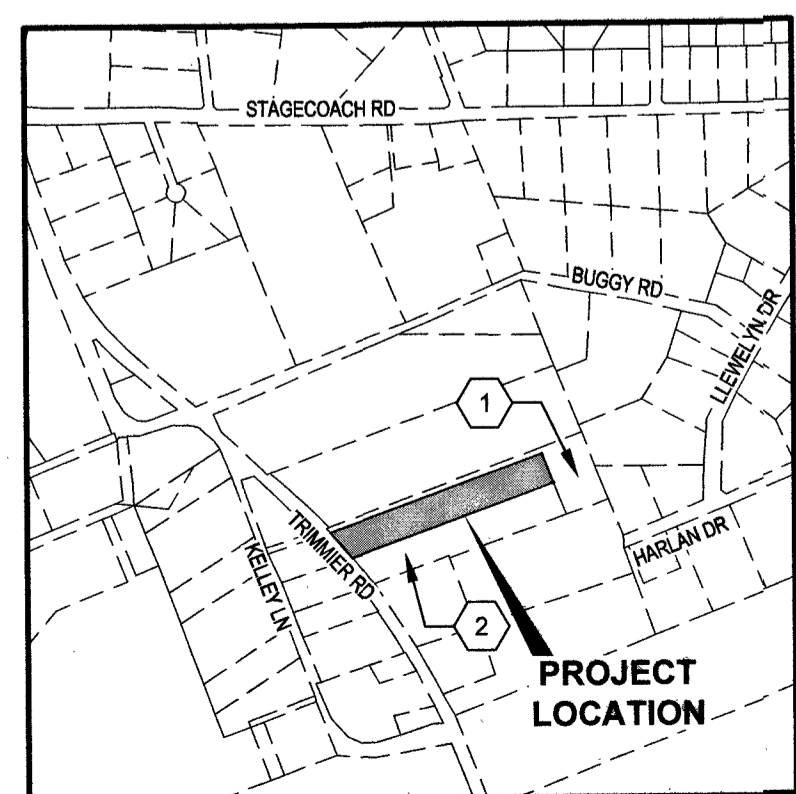 STAGECOACH RD
BUGGY RD
LLEWELYN DR
1
TRIMMIER RD
KELLEY LN
HARLAN DR
2
PROJECT
LOCATION